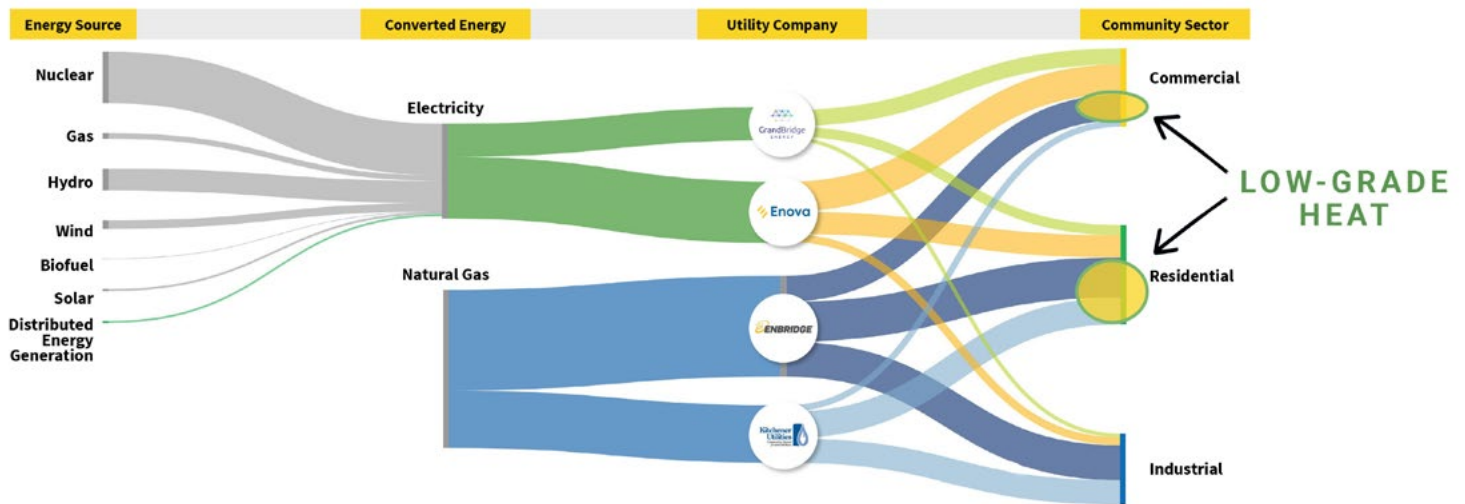 Energy Source
Converted Energy
Utility Company
Community Sector
Nuclear
Gas
Hydro
Wind
Biofuel
Solar
Distributed
Energy
Generation
Electricity
Natural Gas
GrandBridge
ENERGY
Enova
ENBRIDGE
Kitchener
Utilities
Commercial
Residential
Industrial
LOW-GRADE
HEAT